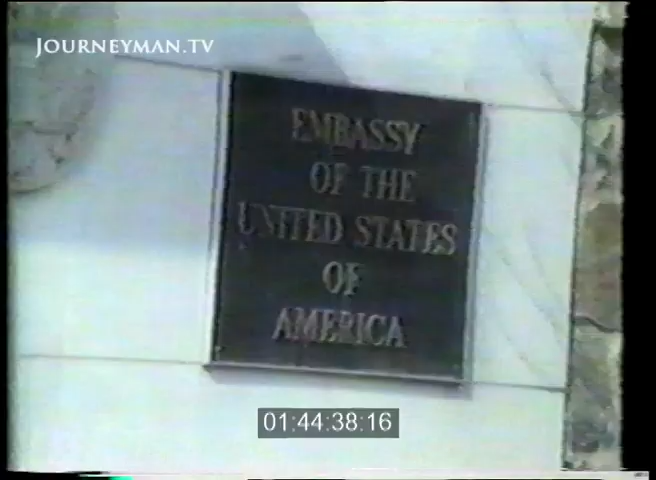 JOURNEYMAN.TV
EMBASSY
OF THE
UNITED STATES
OF
AMERICA
01:44:38:16